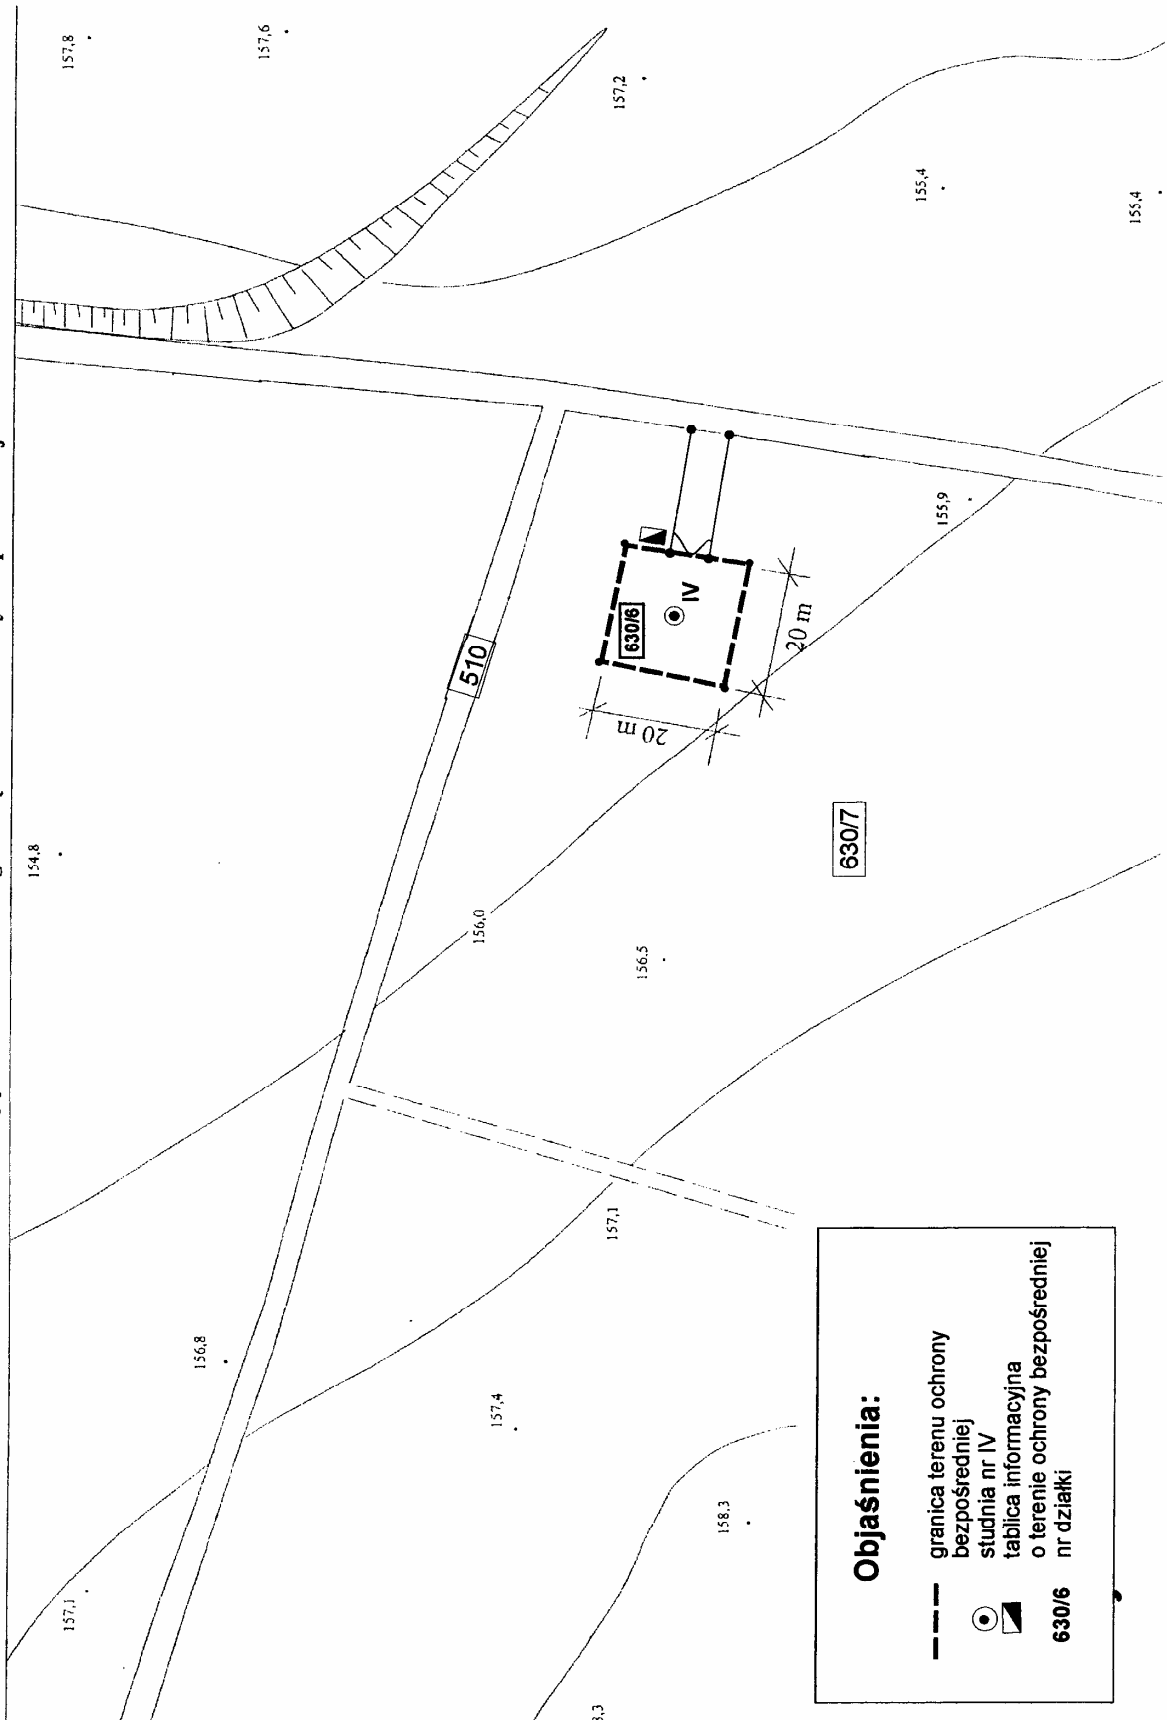 157,1
156,8
154,8
157,8
157,6
158,3
157,4
157,1
156,5
156,0
510
157,2
630/6
IV
20 m
20 m
630/7
155,9
155,4
155,4
Objaśnienia:
granica terenu ochrony
bezpośredniej
studnia nr IV
tablica informacyjna
o terenie ochrony bezpośredniej
630/6 nr działki